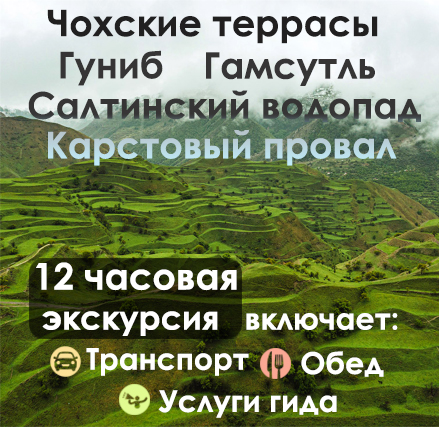 Чохские террасы
Гуниб Гамсутль
Салтинский водопад
Карстовый провал
12 часовая
экскурсия включает:
Транспорт Обед
Услуги гида